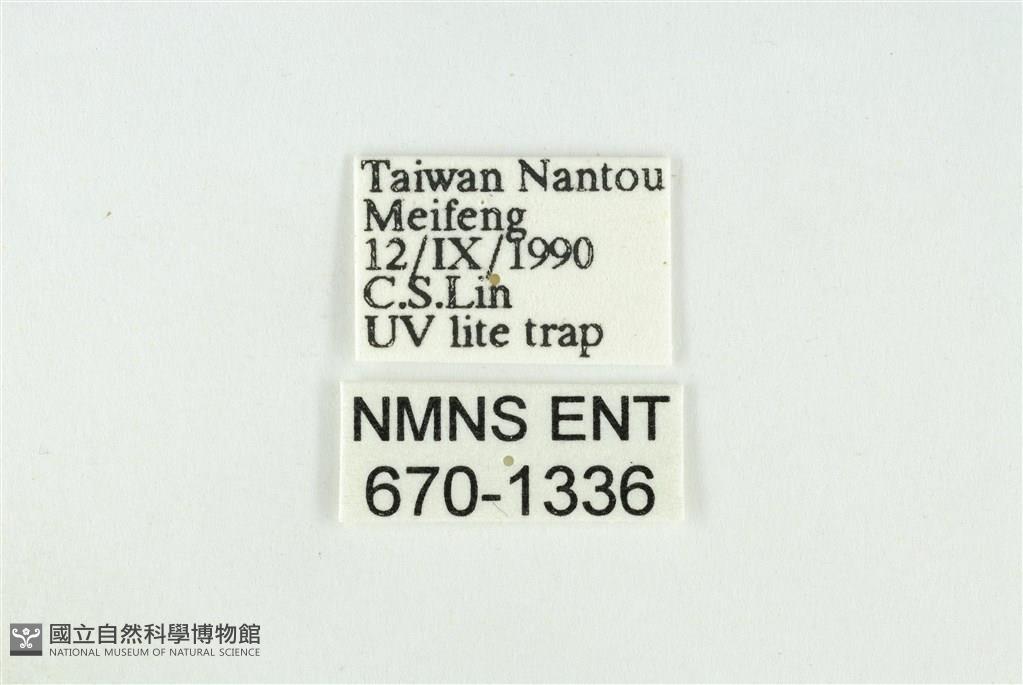 Taiwan Nantou
Meifeng
12/IX/1990
C.S.Lin
UV lite trap
NMNS ENT
670-1336
國立自然科學博物館
NATIONAL MUSEUM OF NATURAL SCIENCE